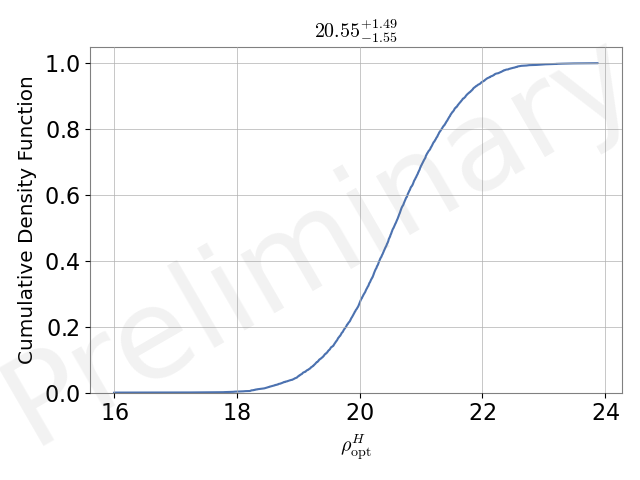 20.55^{+1.49}_{-1.55}
1.0
0.8
0.6
0.4
0.2
0.0
Cumulative Density Function
16 18 20 22 24
ρ^H_opt
Preliminary